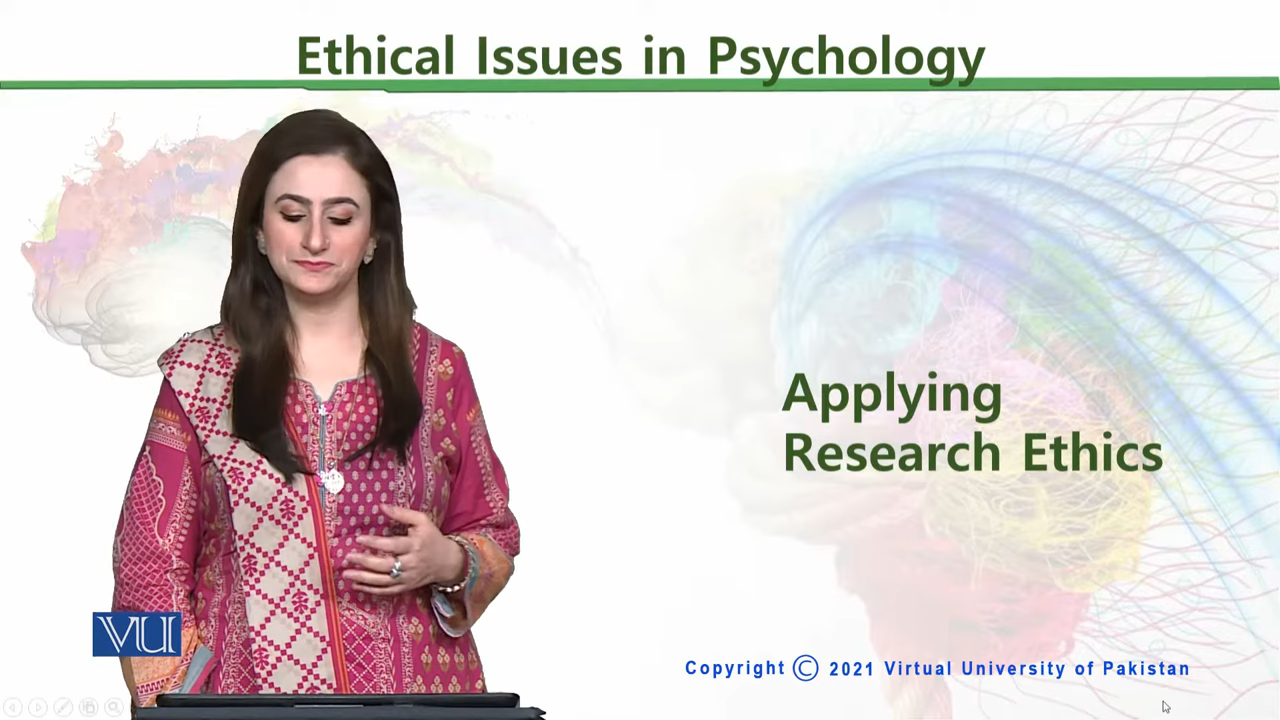 Ethical Issues in Psychology
Applying
Research Ethics
VU
Copyright © 2021 Virtual University of Pakistan